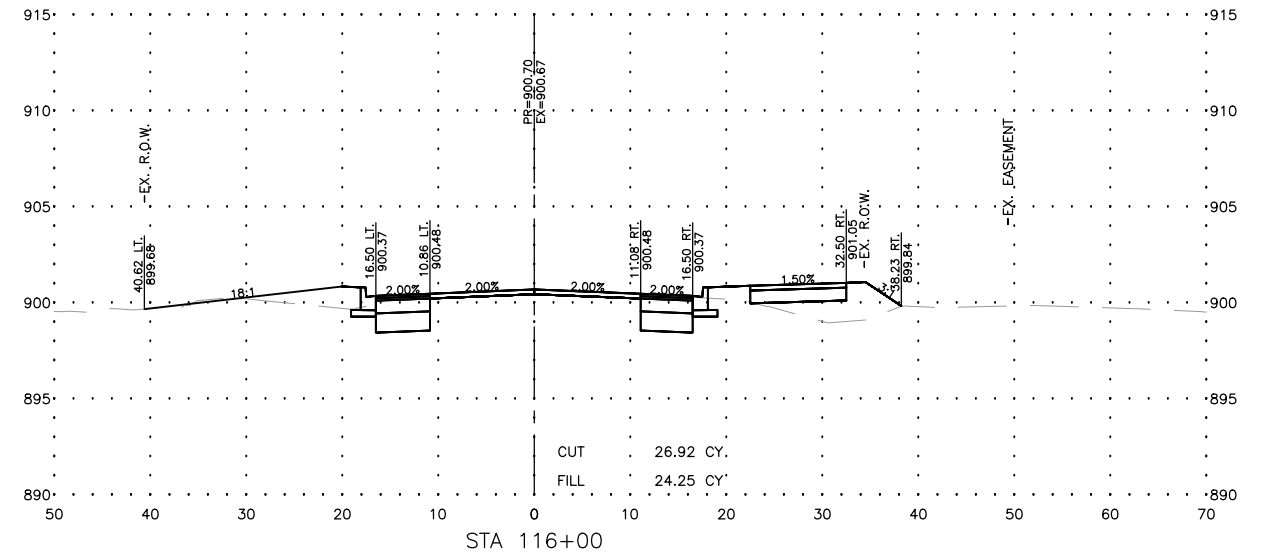 915
915
PR=900.70
EX=900.67
910
910
-EX. R.O.W.
-EX. EASEMENT
905
905
40.62 LT.
899.68
16.50 LT.
900.37
10.86 LT.
900.48
11.08 RT.
900.48
16.50 RT.
900.37
32.50 RT.
901.05
-EX. R.O.W.
38.23 RT.
899.84
900
18:1
2.00%
2.00%
2.00%
2.00%
1.50%
3:1
900
895
895
CUT 26.92 CY.
FILL 24.25 CY
890
890
50 40 30 20 10 0 10 20 30 40 50 60 70
STA 116+00